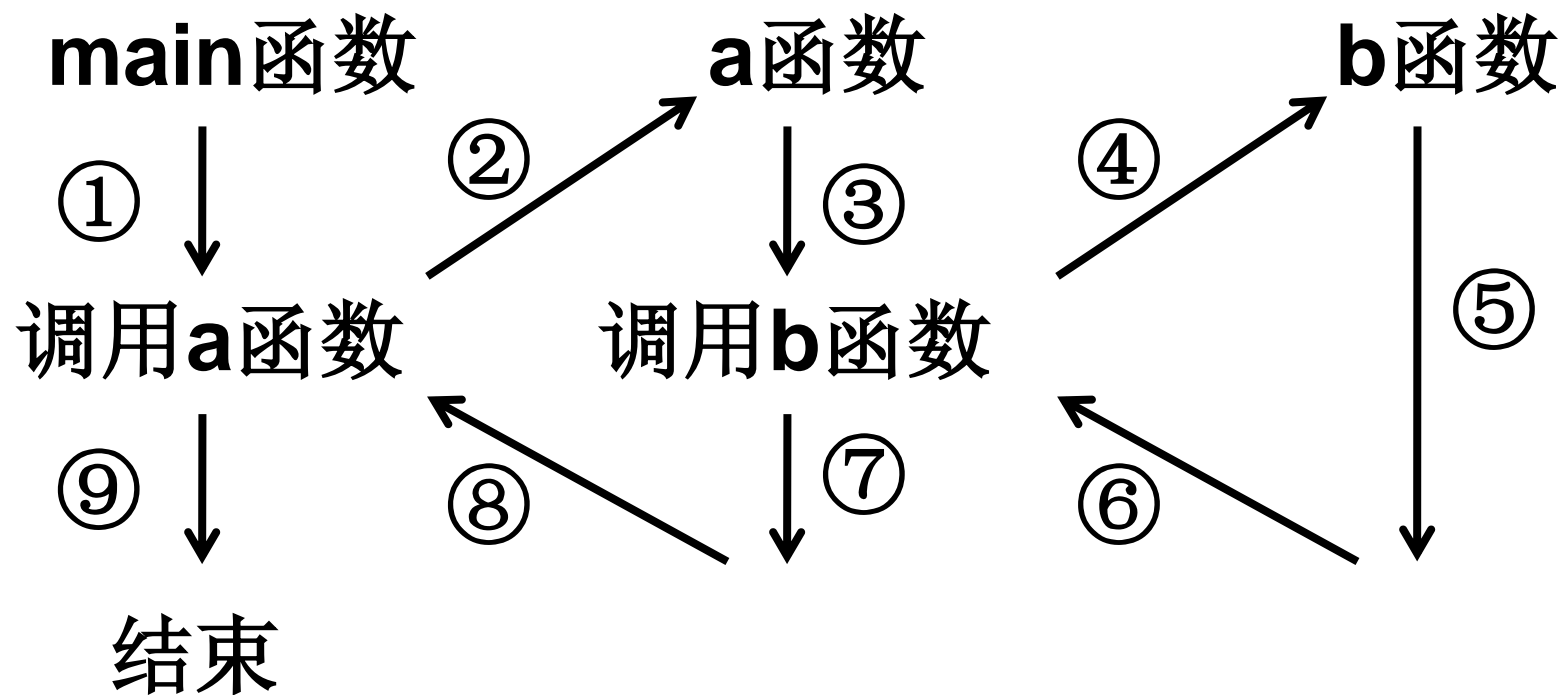 main函数 a函数 b函数
① ② ③ ④
调用a函数 调用b函数 ⑤
⑨ ⑧ ⑦ ⑥
结束